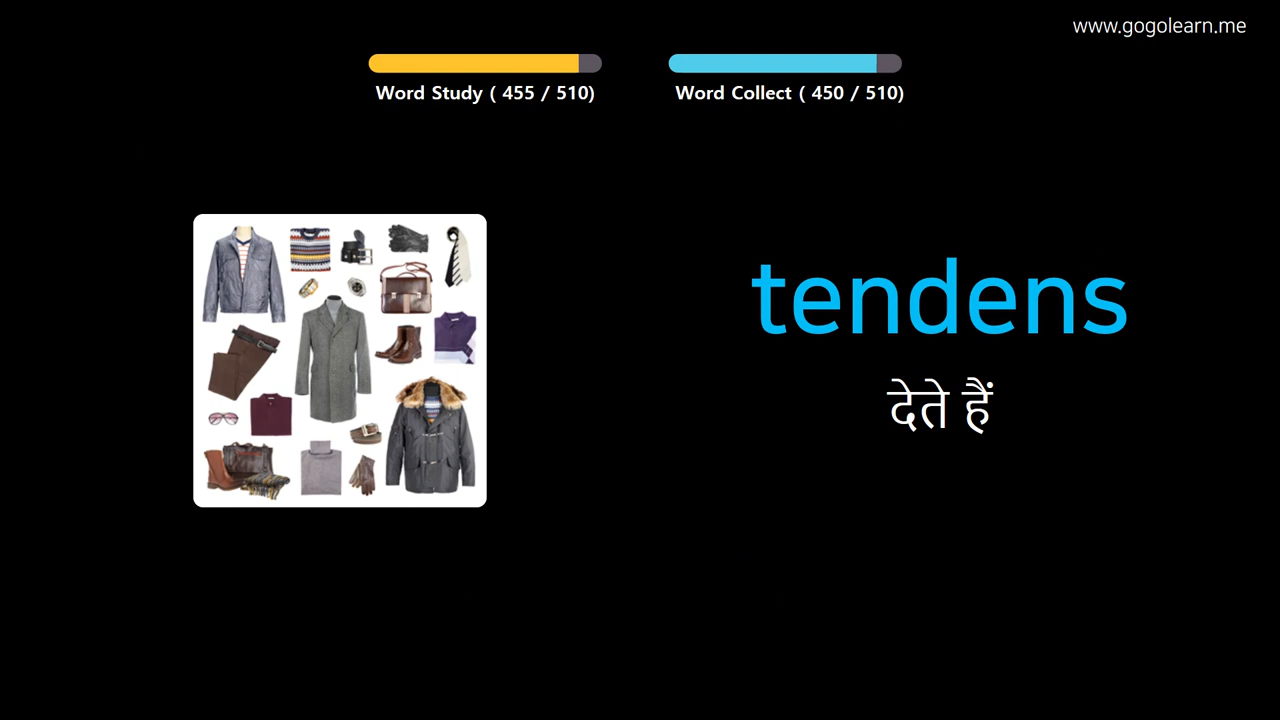 www.gogolearn.me
Word Study ( 455 / 510)
Word Collect ( 450 / 510)
tendens
देते हैं